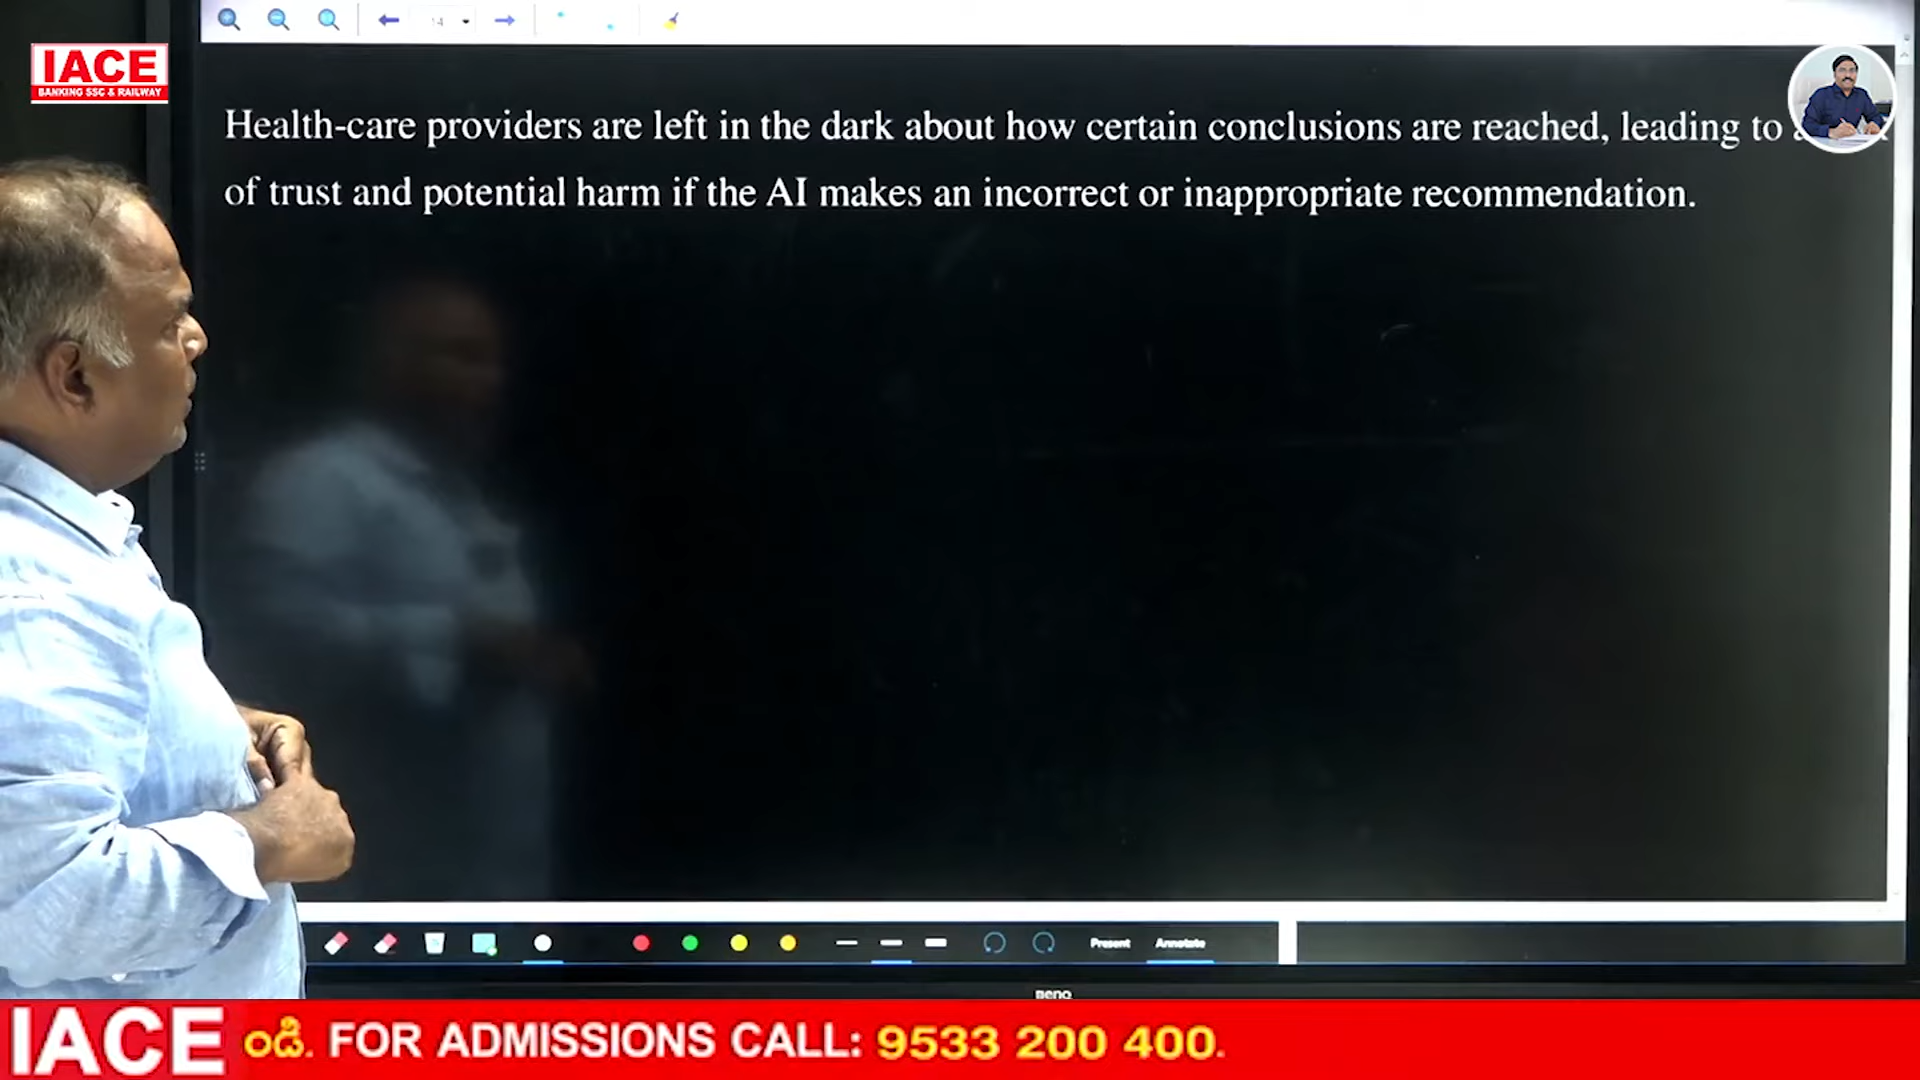 14
IACE
BANKING SSC & RAILWAY
Health-care providers are left in the dark about how certain conclusions are reached, leading to
of trust and potential harm if the AI makes an incorrect or inappropriate recommendation.
Present Annotate
BenQ
IACE ండి. FOR ADMISSIONS CALL: 9533 200 400.